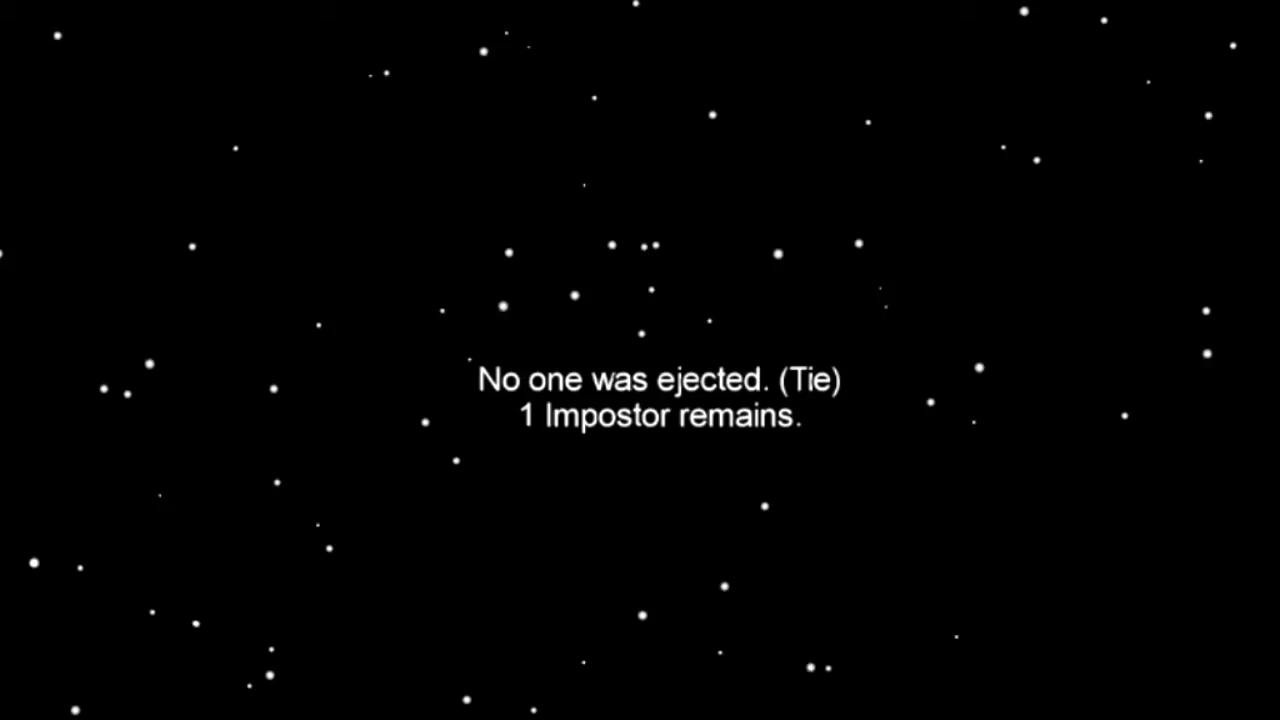 No one was ejected. (Tie)
1 Impostor remains.